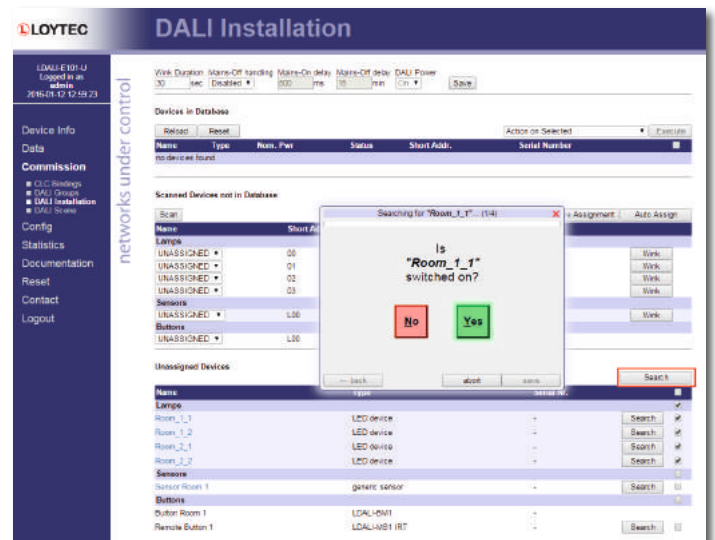 LOYTEC
DALI Installation
LDALI-E101-U
Logged in as
admin
2016-01-12 12:59:23
Device Info
Data
Commission
CLC Bindings
DALI Groups
DALI Installation
DALI Scene
Config
Statistics
Documentation
Reset
Contact
Logout
networks under control
Wink Duration Mains-Off handling Mains-On delay Mains-Off delay DALI Power
30 sec Disabled ms min On Save
Devices in Database
Reload Reset Action on Selected Execute
Name Type Nom. Pwr Status Short Addr. Serial Number
no devices found
Scanned Devices not in Database
Scan Assignment Auto Assign
Name Short
Lamps
UNASSIGNED 00 Wink
UNASSIGNED 01 Wink
UNASSIGNED 02 Wink
UNASSIGNED 03 Wink
Sensors
UNASSIGNED L00 Wink
Buttons
UNASSIGNED L00
Searching for "Room_1_1"... (1/4)
Is
"Room_1_1"
switched on?
No Yes
← back abort save
Unassigned Devices
Search
Name Type Serial Nr.
Lamps
Room_1_1 LED device - Search
Room_1_2 LED device - Search
Room_2_1 LED device - Search
Room_2_2 LED device - Search
Sensors
Sensor Room 1 generic sensor - Search
Buttons
Button Room 1 LDALI-BM1 -
Remote Button 1 LDALI-MS1 IRT - Search